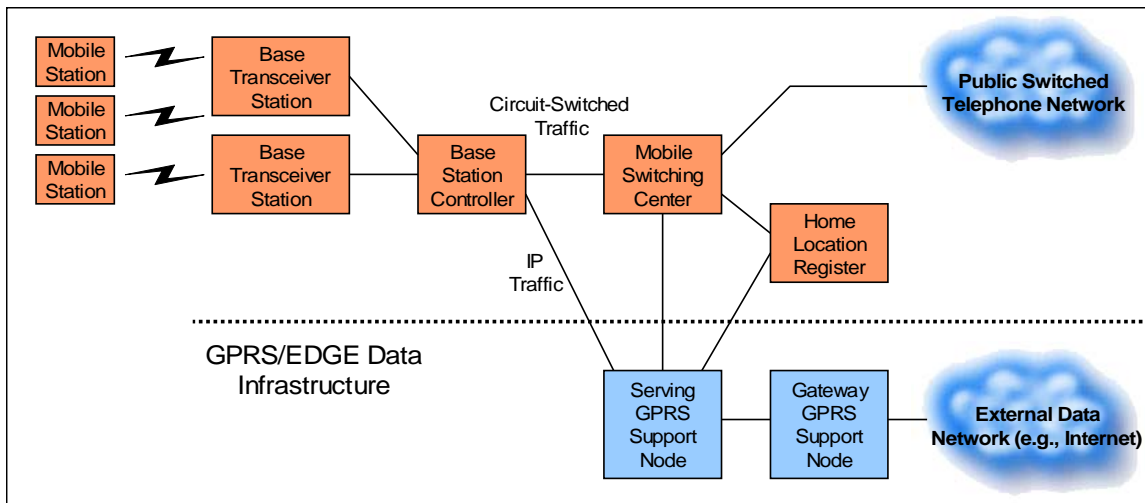 Mobile
Station
Mobile
Station
Mobile
Station
Base
Transceiver
Station
Base
Transceiver
Station
Base
Station
Controller
Circuit-Switched
Traffic
Mobile
Switching
Center
Public Switched
Telephone Network
Home
Location
Register
IP
Traffic
GPRS/EDGE Data
Infrastructure
Serving
GPRS
Support
Node
Gateway
GPRS
Support
Node
External Data
Network (e.g., Internet)